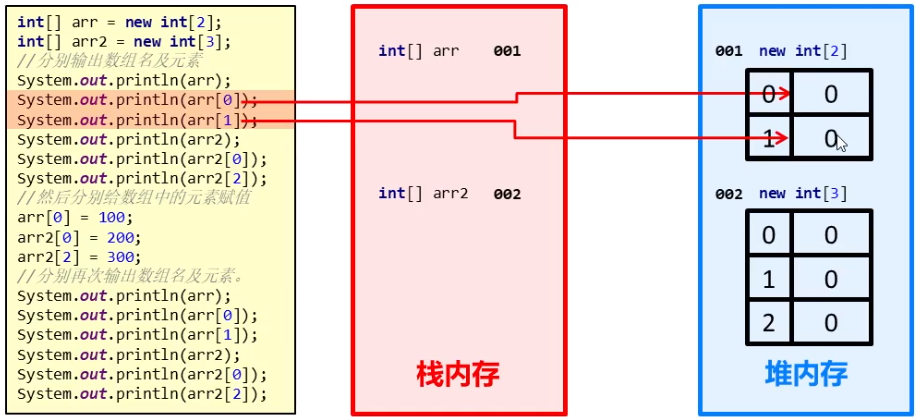 int[] arr = new int[2];
int[] arr2 = new int[3];
//分别输出数组名及元素
System.out.println(arr);
System.out.println(arr[0]);
System.out.println(arr[1]);
System.out.println(arr2);
System.out.println(arr2[0]);
System.out.println(arr2[2]);
//然后分别给数组中的元素赋值
arr[0] = 100;
arr2[0] = 200;
arr2[2] = 300;
//分别再次输出数组名及元素。
System.out.println(arr);
System.out.println(arr[0]);
System.out.println(arr[1]);
System.out.println(arr2);
System.out.println(arr2[0]);
System.out.println(arr2[2]);
int[] arr 001
int[] arr2 002
栈内存
001 new int[2]
0 0
1 0
002 new int[3]
0 0
1 0
2 0
堆内存